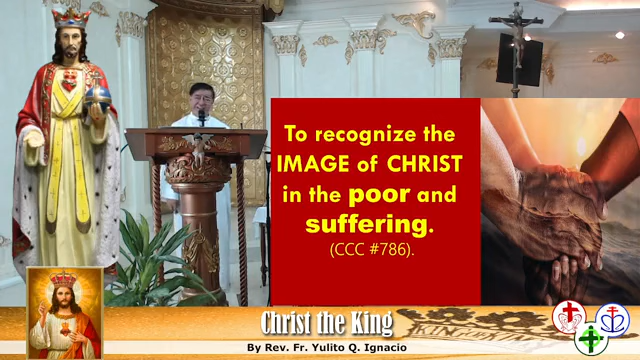 To recognize the
IMAGE of CHRIST
in the poor and
suffering.
(CCC #786).
Christ the King
By Rev. Fr. Yulito Q. Ignacio